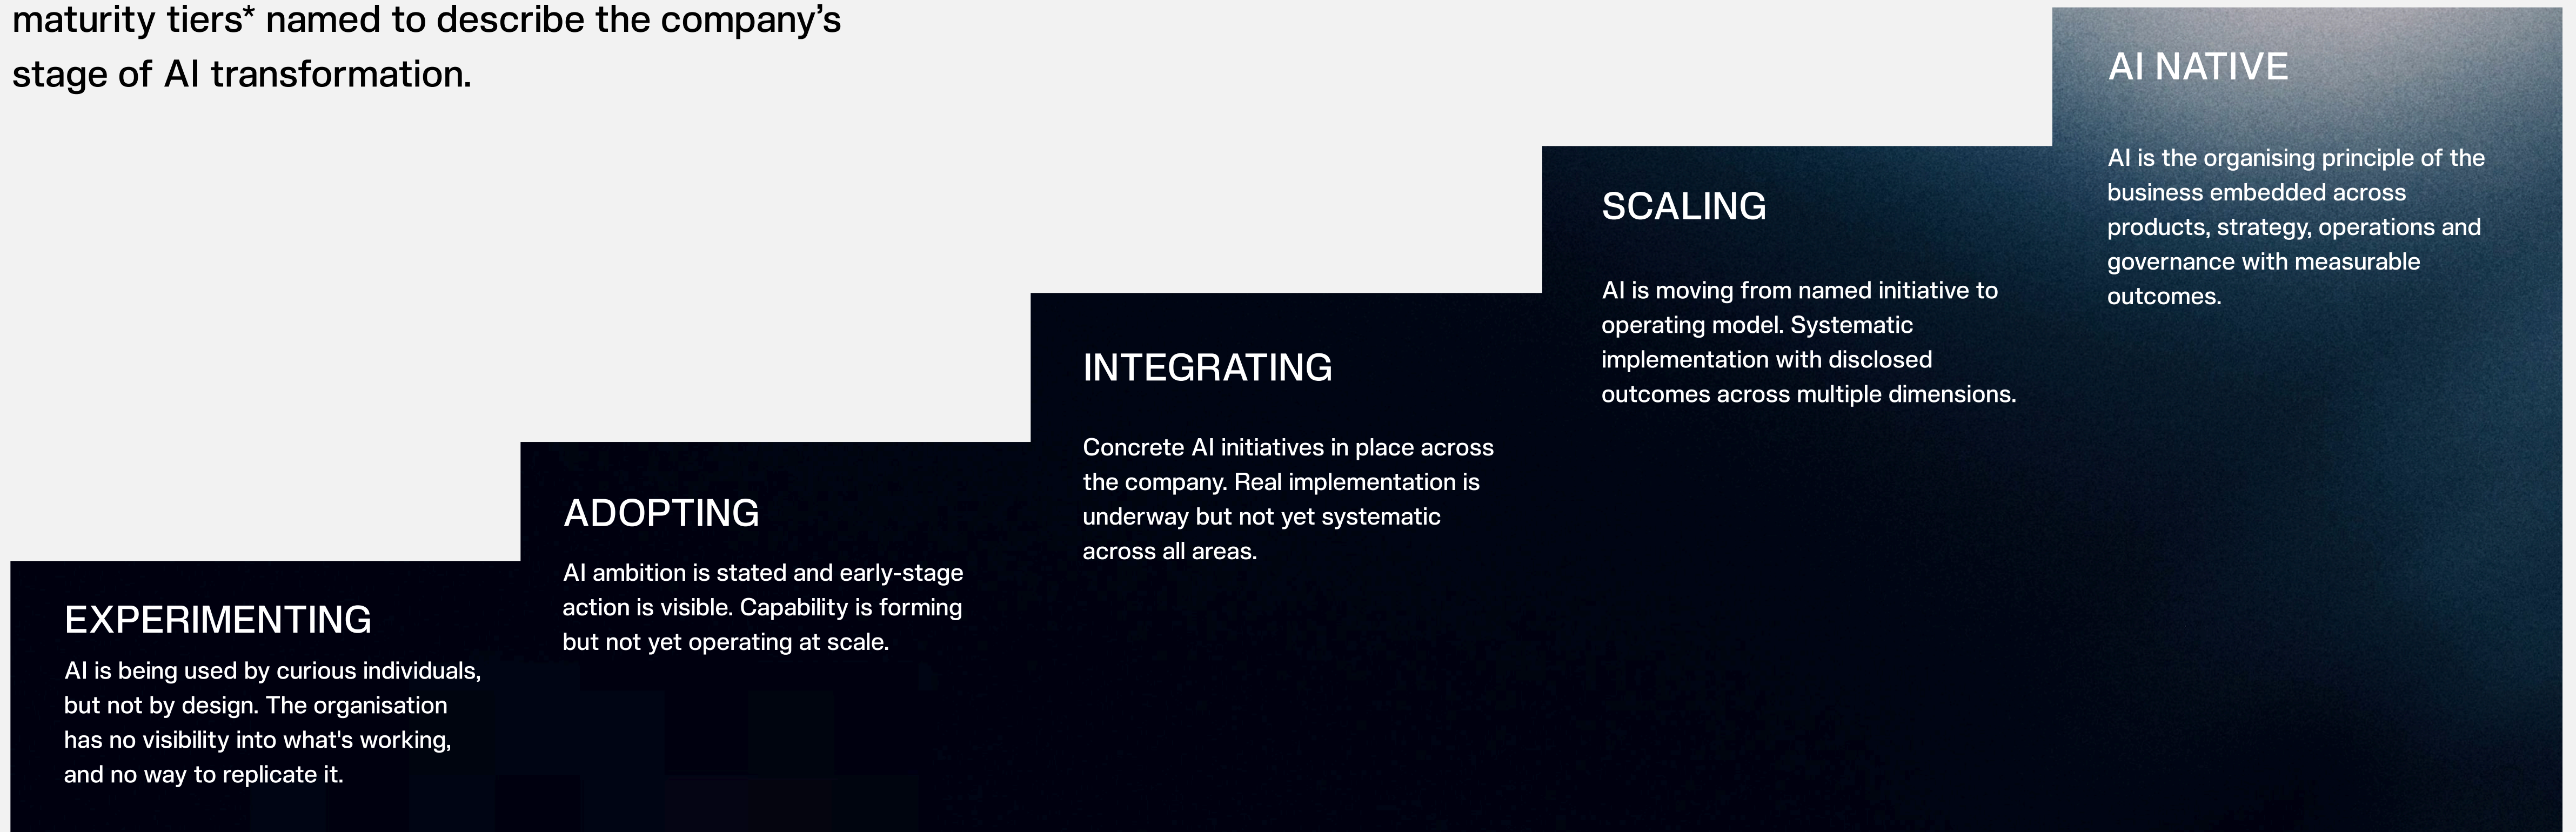 maturity tiers* named to describe the company’s
stage of AI transformation.
EXPERIMENTING
AI is being used by curious individuals,
but not by design. The organisation
has no visibility into what's working,
and no way to replicate it.
ADOPTING
AI ambition is stated and early-stage
action is visible. Capability is forming
but not yet operating at scale.
INTEGRATING
Concrete AI initiatives in place across
the company. Real implementation is
underway but not yet systematic
across all areas.
SCALING
AI is moving from named initiative to
operating model. Systematic
implementation with disclosed
outcomes across multiple dimensions.
AI NATIVE
AI is the organising principle of the
business embedded across
products, strategy, operations and
governance with measurable
outcomes.